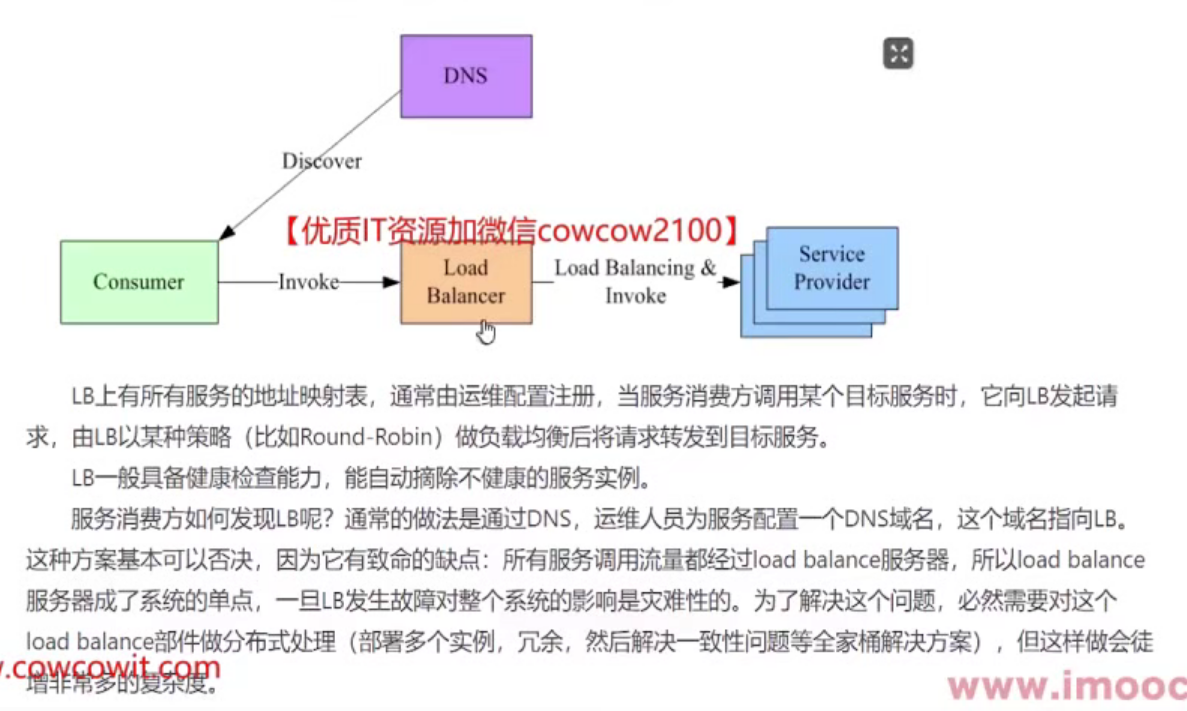 DNS
Discover
【优质IT资源加微信cowcow2100】
Consumer
Invoke
Load
Balancer
Load Balancing &
Invoke
Service
Provider
LB上有所有服务的地址映射表，通常由运维配置注册，当服务消费方调用某个目标服务时，它向LB发起请
求，由LB以某种策略（比如Round-Robin）做负载均衡后将请求转发到目标服务。
LB一般具备健康检查能力，能自动摘除不健康的服务实例。
服务消费方如何发现LB呢？通常的做法是通过DNS，运维人员为服务配置一个DNS域名，这个域名指向LB。
这种方案基本可以否决，因为它有致命的缺点：所有服务调用流量都经过load balance服务器，所以load balance
服务器成了系统的单点，一旦LB发生故障对整个系统的影响是灾难性的。为了解决这个问题，必然需要对这个
load balance部件做分布式处理（部署多个实例，冗余，然后解决一致性问题等全家桶解决方案），但这样做会徒
增非常多的复杂度。
.cowcowit.com
www.imooc